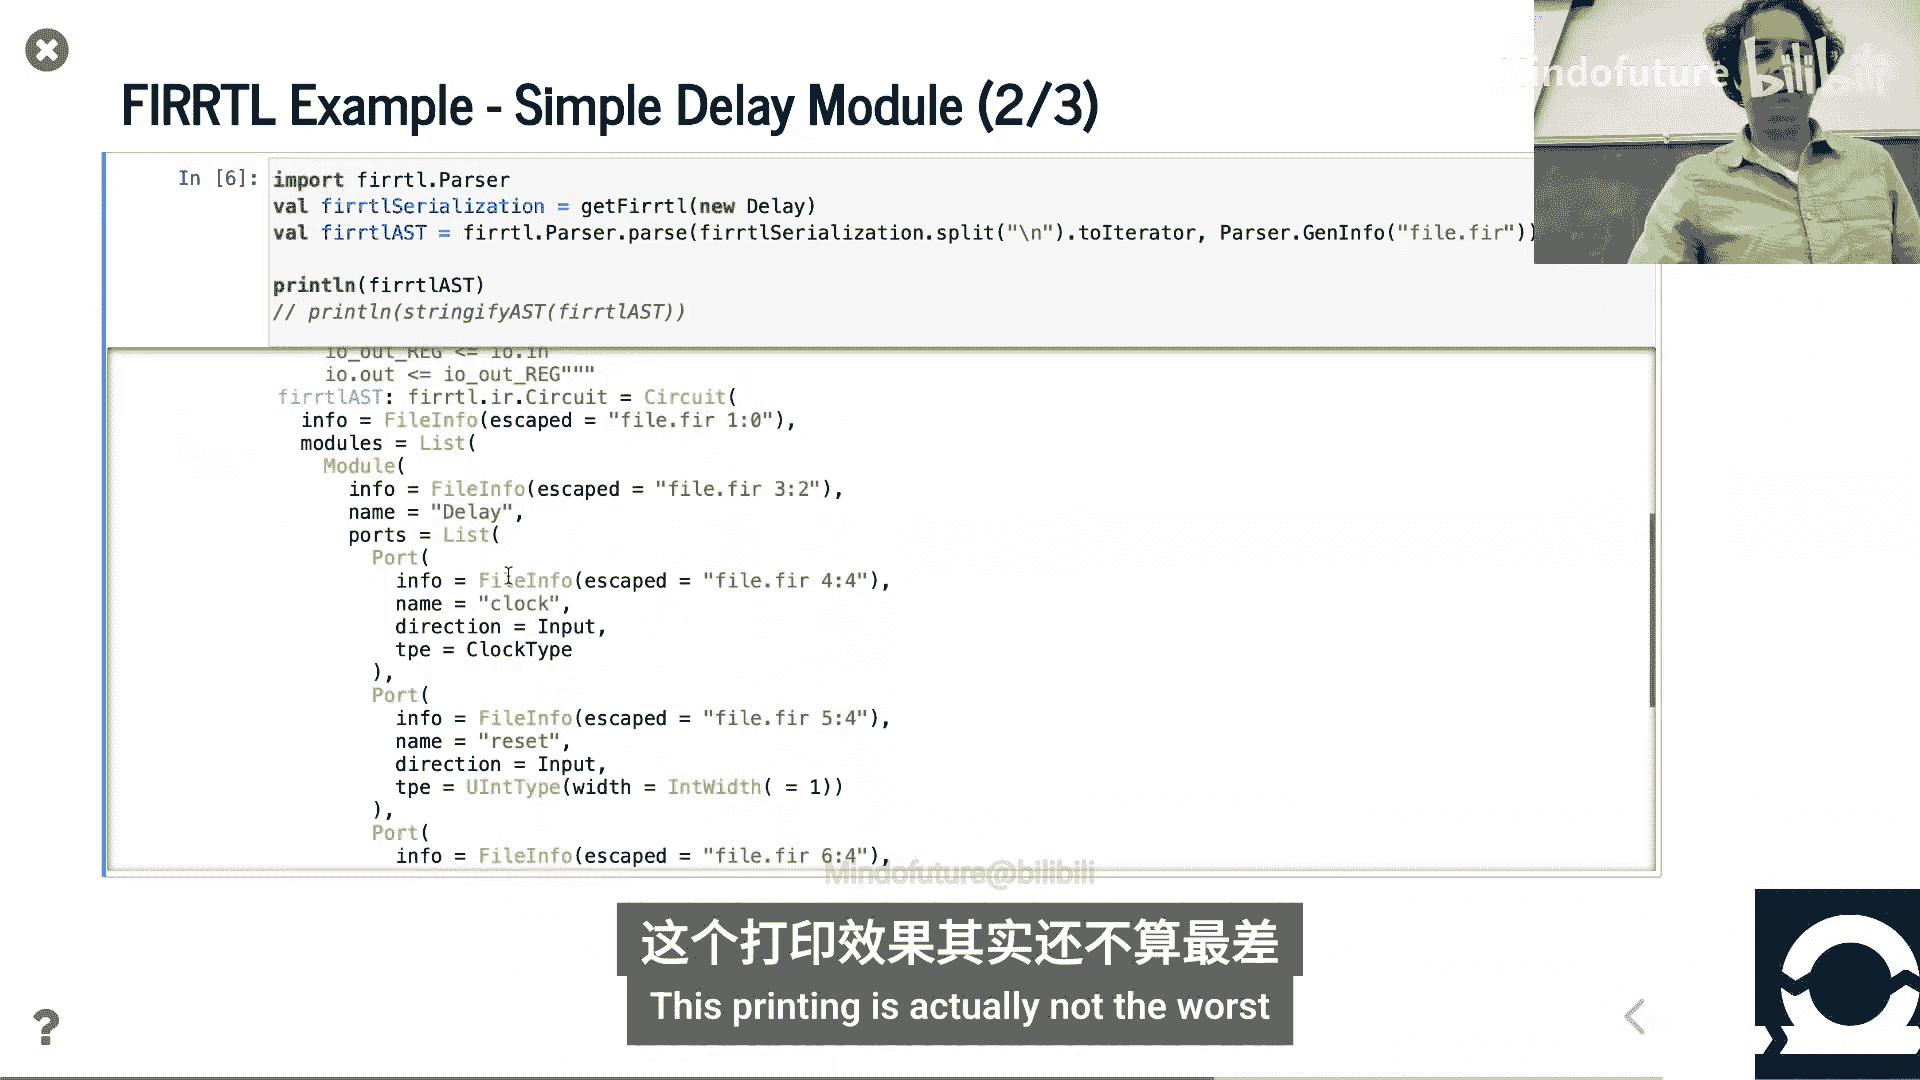 FIRRTL Example - Simple Delay Module (2/3)
In [6]:
import firrtl.Parser
val firrtlSerialization = getFirrtl(new Delay)
val firrtlAST = firrtl.Parser.parse(firrtlSerialization.split("\n").toIterator, Parser.GenInfo("file.fir"))
println(firrtlAST)
// println(stringifyAST(firrtlAST))
io_out_REG <= io.in
io.out <= io_out_REG"""
firrtlAST: firrtl.ir.Circuit = Circuit(
info = FileInfo(escaped = "file.fir 1:0"),
modules = List(
Module(
info = FileInfo(escaped = "file.fir 3:2"),
name = "Delay",
ports = List(
Port(
info = FileInfo(escaped = "file.fir 4:4"),
name = "clock",
direction = Input,
tpe = ClockType
),
Port(
info = FileInfo(escaped = "file.fir 5:4"),
name = "reset",
direction = Input,
tpe = UIntType(width = IntWidth( = 1))
),
Port(
info = FileInfo(escaped = "file.fir 6:4"),
Mindofuture bilibili
Mindofuture@bilibili
这个打印效果其实还不算最差
This printing is actually not the worst
?